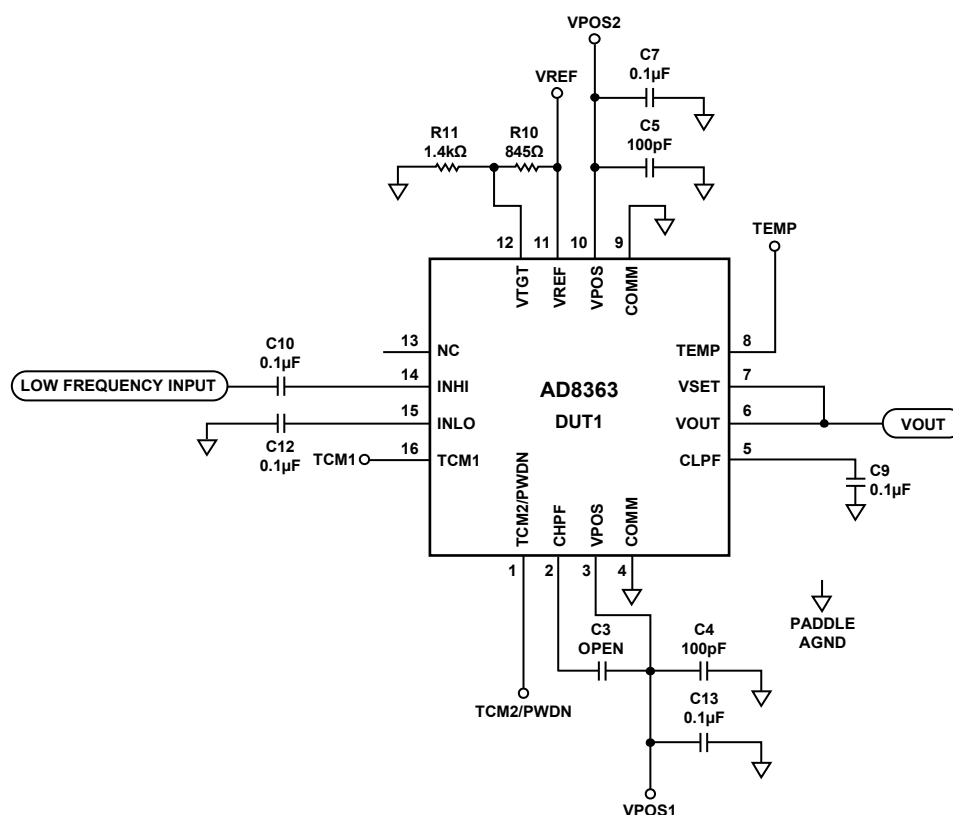 VPOS2
C7
0.1µF
VREF
C5
100pF
R11
1.4kΩ
R10
845Ω
TEMP
12
11
10
9
VTGT
VREF
VPOS
COMM
13
NC
TEMP
8
C10
0.1µF
LOW FREQUENCY INPUT
14
INHI
AD8363
DUT1
VSET
7
15
INLO
VOUT
6
VOUT
C12
0.1µF
TCM1
16
TCM1
CLPF
5
C9
0.1µF
TCM2/PWDN
CHPF
VPOS
COMM
1
2
3
4
PADDLE
AGND
C3
OPEN
C4
100pF
TCM2/PWDN
C13
0.1µF
VPOS1